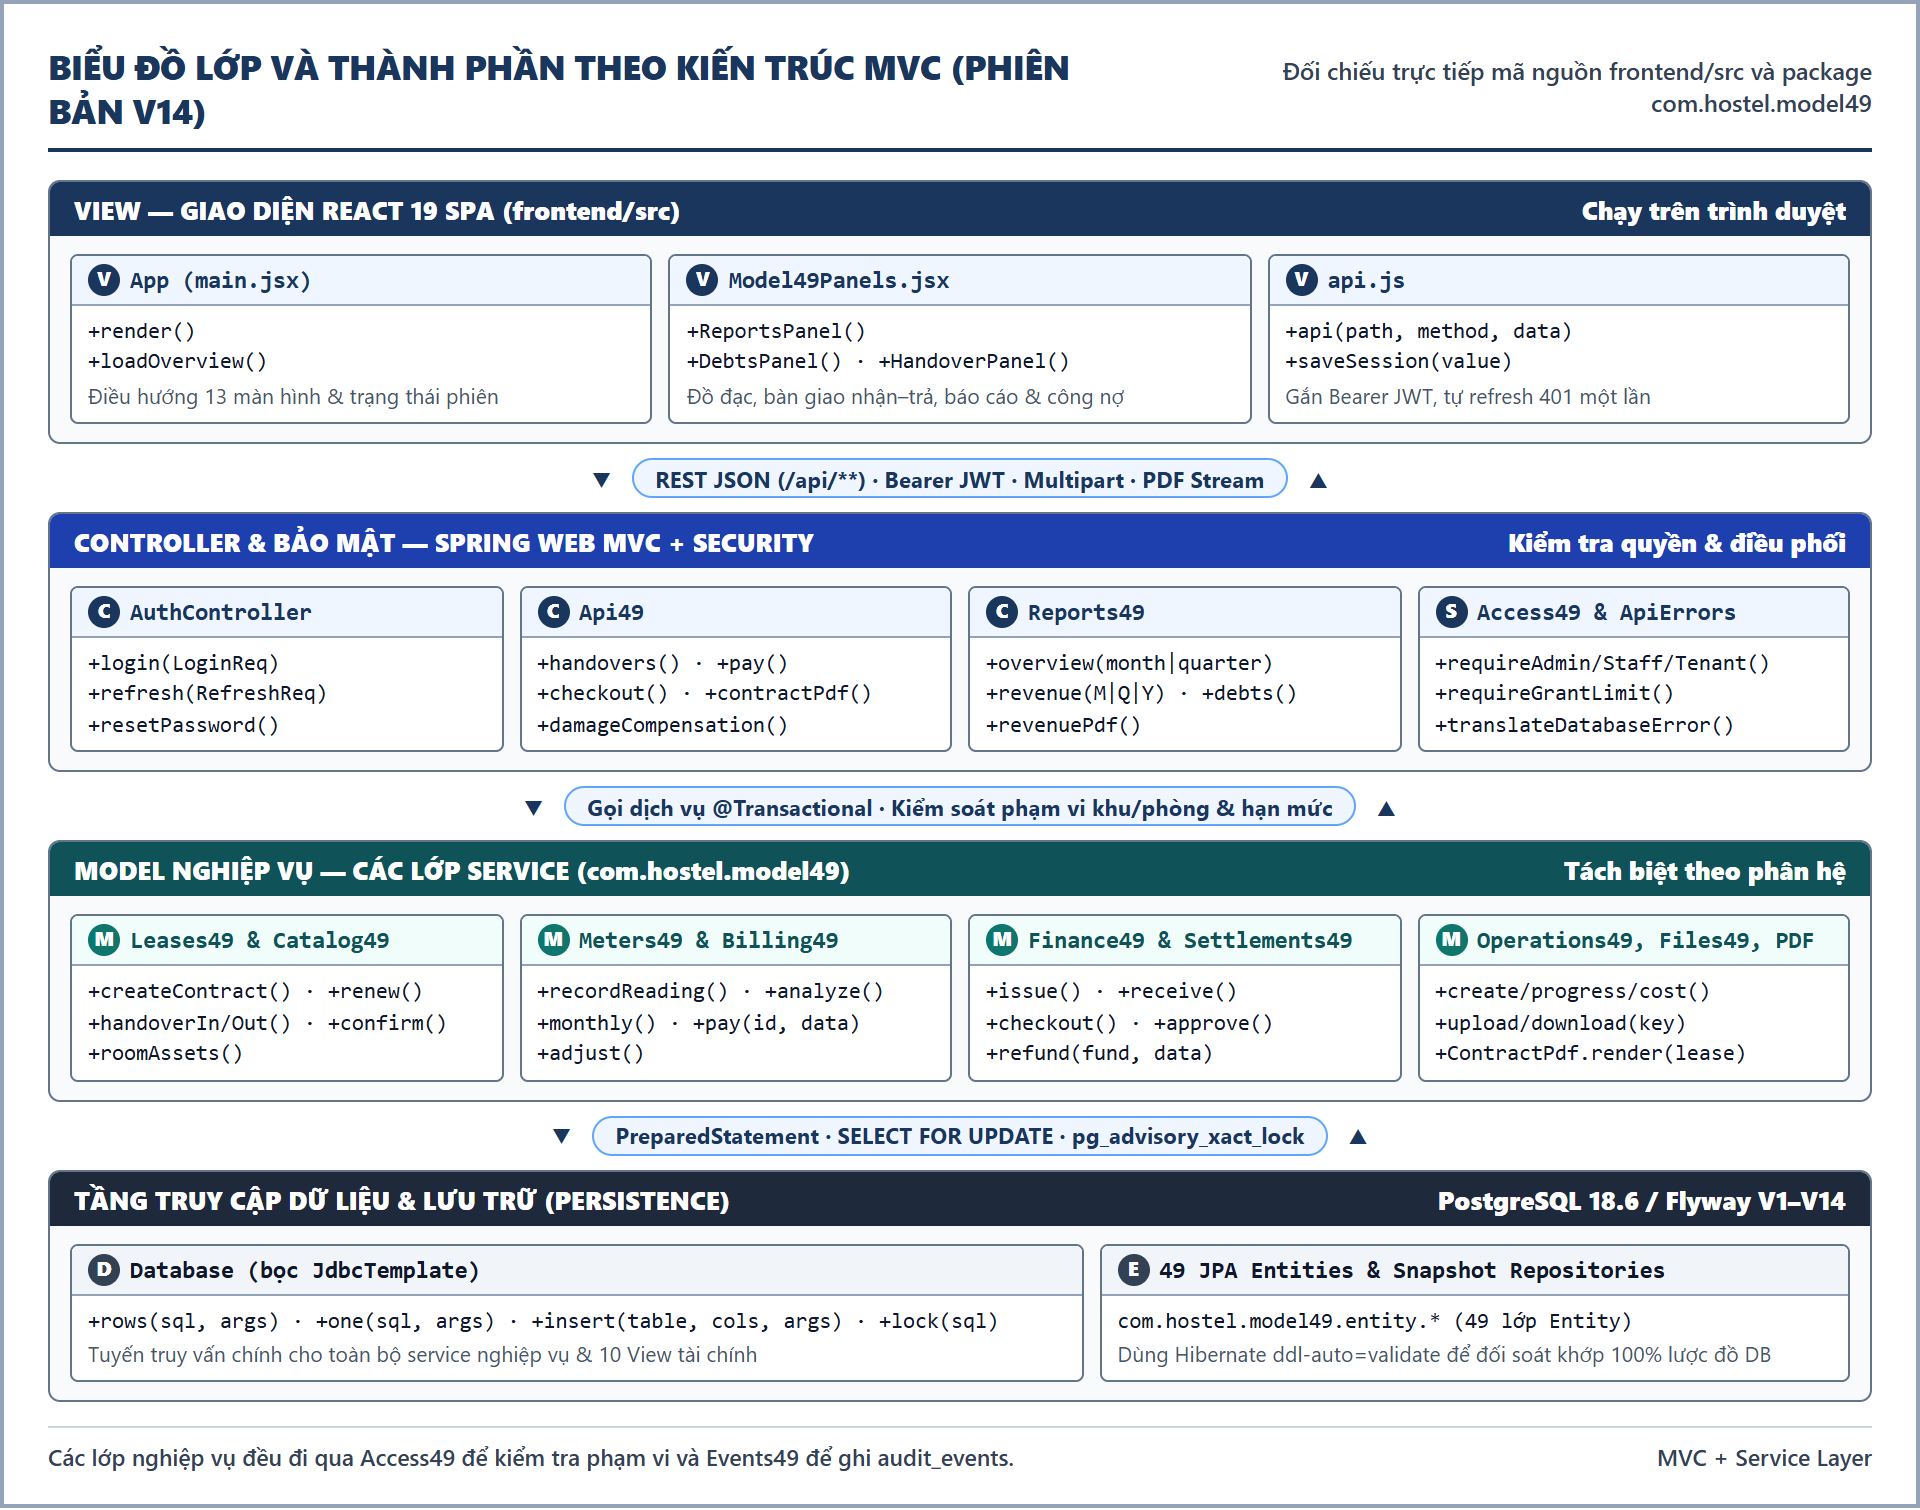 BIỂU ĐỒ LỚP VÀ THÀNH PHẦN THEO KIẾN TRÚC MVC (PHIÊN
BẢN V14)
Đối chiếu trực tiếp mã nguồn frontend/src và package
com.hostel.model49
VIEW — GIAO DIỆN REACT 19 SPA (frontend/src)
Chạy trên trình duyệt
V App (main.jsx)
+render()
+loadOverview()
Điều hướng 13 màn hình & trạng thái phiên
V Model49Panels.jsx
+ReportsPanel()
+DebtsPanel() · +HandoverPanel()
Đồ đạc, bàn giao nhận–trả, báo cáo & công nợ
V api.js
+api(path, method, data)
+saveSession(value)
Gắn Bearer JWT, tự refresh 401 một lần
▼ REST JSON (/api/**) · Bearer JWT · Multipart · PDF Stream ▲
CONTROLLER & BẢO MẬT — SPRING WEB MVC + SECURITY
Kiểm tra quyền & điều phối
C AuthController
+login(LoginReq)
+refresh(RefreshReq)
+resetPassword()
C Api49
+handovers() · +pay()
+checkout() · +contractPdf()
+damageCompensation()
C Reports49
+overview(month|quarter)
+revenue(M|Q|Y) · +debts()
+revenuePdf()
S Access49 & ApiErrors
+requireAdmin/Staff/Tenant()
+requireGrantLimit()
+translateDatabaseError()
▼ Gọi dịch vụ @Transactional · Kiểm soát phạm vi khu/phòng & hạn mức ▲
MODEL NGHIỆP VỤ — CÁC LỚP SERVICE (com.hostel.model49)
Tách biệt theo phân hệ
M Leases49 & Catalog49
+createContract() · +renew()
+handoverIn/Out() · +confirm()
+roomAssets()
M Meters49 & Billing49
+recordReading() · +analyze()
+monthly() · +pay(id, data)
+adjust()
M Finance49 & Settlements49
+issue() · +receive()
+checkout() · +approve()
+refund(fund, data)
M Operations49, Files49, PDF
+create/progress/cost()
+upload/download(key)
+ContractPdf.render(lease)
▼ PreparedStatement · SELECT FOR UPDATE · pg_advisory_xact_lock ▲
TẦNG TRUY CẬP DỮ LIỆU & LƯU TRỮ (PERSISTENCE)
PostgreSQL 18.6 / Flyway V1–V14
D Database (bọc JdbcTemplate)
+rows(sql, args) · +one(sql, args) · +insert(table, cols, args) · +lock(sql)
Tuyến truy vấn chính cho toàn bộ service nghiệp vụ & 10 View tài chính
E 49 JPA Entities & Snapshot Repositories
com.hostel.model49.entity.* (49 lớp Entity)
Dùng Hibernate ddl-auto=validate để đối soát khớp 100% lược đồ DB
Các lớp nghiệp vụ đều đi qua Access49 để kiểm tra phạm vi và Events49 để ghi audit_events.
MVC + Service Layer